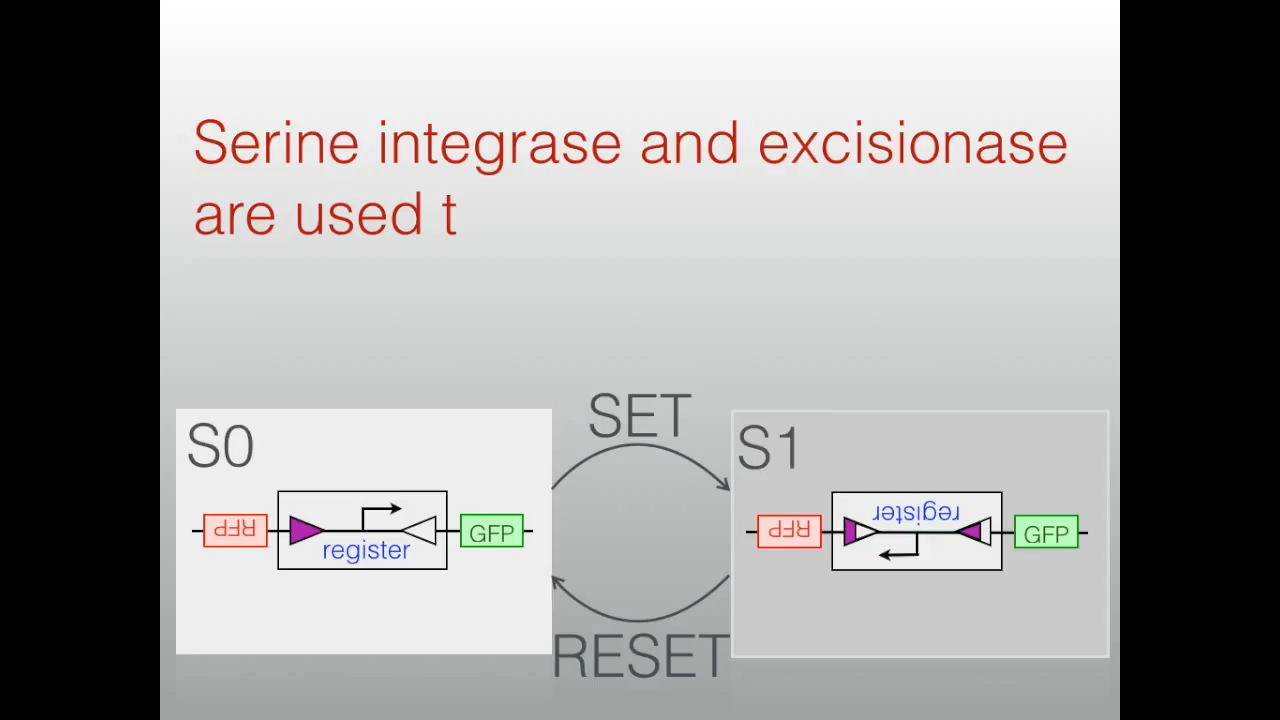 Serine integrase and excisionase
are used t
SET
S0
S1
RFP
register
GFP
RFP
register
GFP
RESET